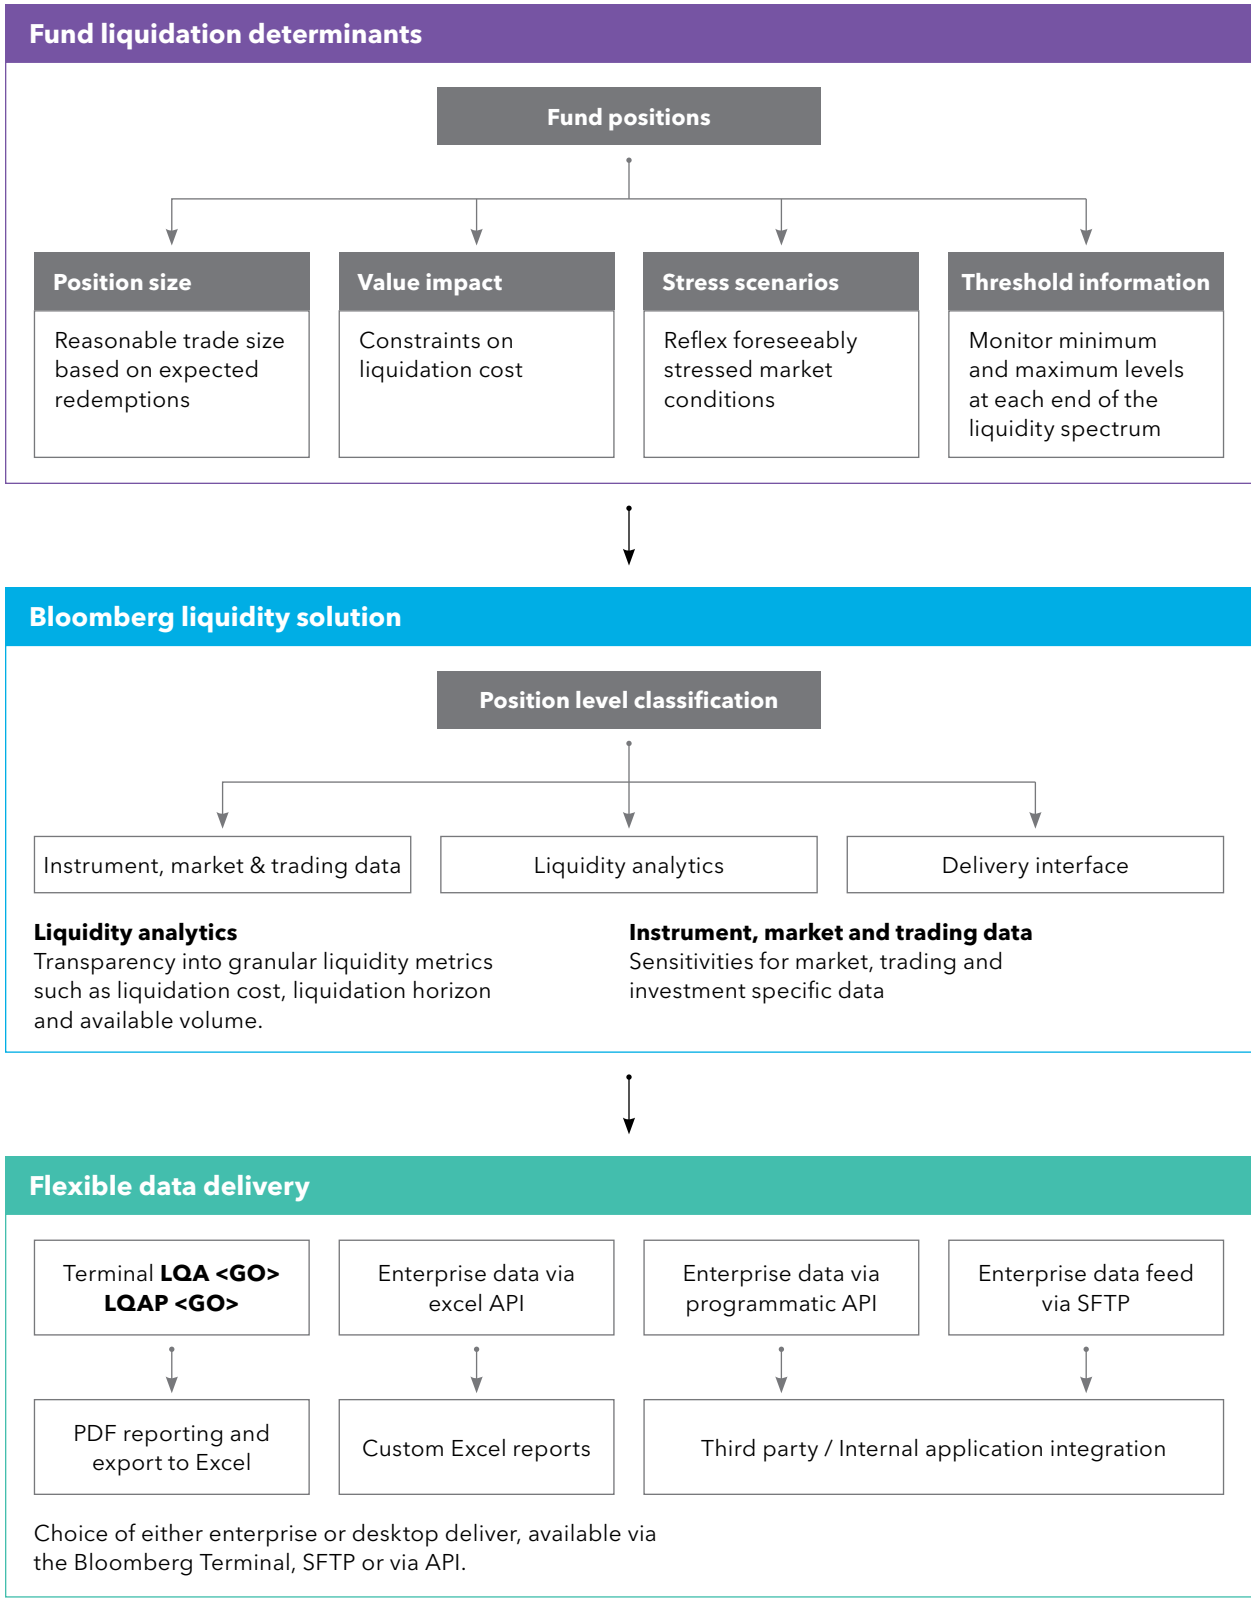 Fund liquidation determinants
Fund positions
Position size
Reasonable trade size
based on expected
redemptions
Value impact
Constraints on
liquidation cost
Stress scenarios
Reflex foreseeably
stressed market
conditions
Threshold information
Monitor minimum
and maximum levels
at each end of the
liquidity spectrum
Bloomberg liquidity solution
Position level classification
Instrument, market & trading data
Liquidity analytics
Delivery interface
Liquidity analytics
Transparency into granular liquidity metrics
such as liquidation cost, liquidation horizon
and available volume.
Instrument, market and trading data
Sensitivities for market, trading and
investment specific data
Flexible data delivery
Terminal LQA <GO>
LQAP <GO>
Enterprise data via
excel API
Enterprise data via
programmatic API
Enterprise data feed
via SFTP
PDF reporting and
export to Excel
Custom Excel reports
Third party / Internal application integration
Choice of either enterprise or desktop deliver, available via
the Bloomberg Terminal, SFTP or via API.